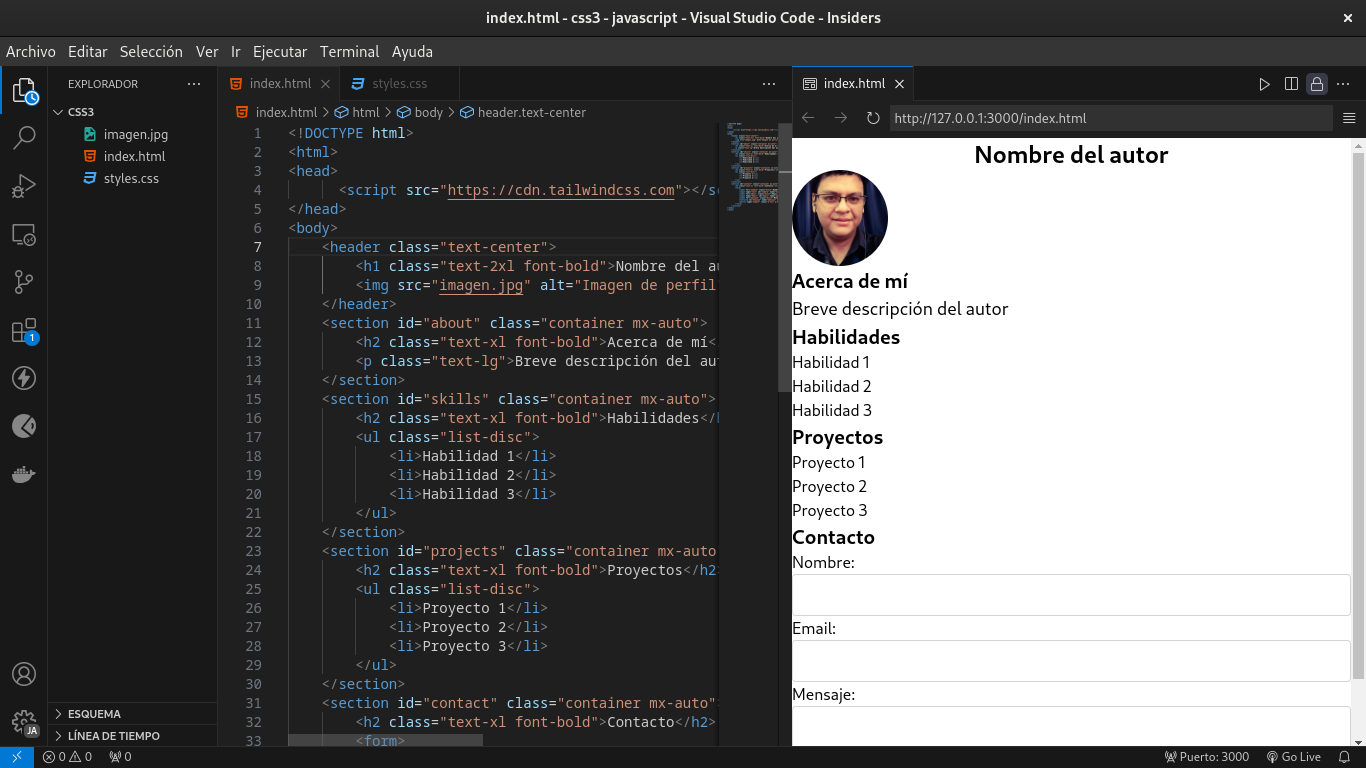 index.html - css3 - javascript - Visual Studio Code - Insiders
Archivo Editar Selección Ver Ir Ejecutar Terminal Ayuda
EXPLORADOR
CSS3
imagen.jpg
index.html
styles.css
ESQUEMA
LÍNEA DE TIEMPO
1
JA
index.html styles.css
index.html > html > body > header.text-center
1 <!DOCTYPE html>
2 <html>
3 <head>
4 <script src="https://cdn.tailwindcss.com"></sc
5 </head>
6 <body>
7 <header class="text-center">
8 <h1 class="text-2xl font-bold">Nombre del au
9 <img src="imagen.jpg" alt="Imagen de perfil
10 </header>
11 <section id="about" class="container mx-auto">
12 <h2 class="text-xl font-bold">Acerca de mí<
13 <p class="text-lg">Breve descripción del aut
14 </section>
15 <section id="skills" class="container mx-auto">
16 <h2 class="text-xl font-bold">Habilidades</h
17 <ul class="list-disc">
18 <li>Habilidad 1</li>
19 <li>Habilidad 2</li>
20 <li>Habilidad 3</li>
21 </ul>
22 </section>
23 <section id="projects" class="container mx-auto
24 <h2 class="text-xl font-bold">Proyectos</h2>
25 <ul class="list-disc">
26 <li>Proyecto 1</li>
27 <li>Proyecto 2</li>
28 <li>Proyecto 3</li>
29 </ul>
30 </section>
31 <section id="contact" class="container mx-auto"
32 <h2 class="text-xl font-bold">Contacto</h2>
33 <form>
index.html
http://127.0.0.1:3000/index.html
Nombre del autor
Acerca de mí
Breve descripción del autor
Habilidades
Habilidad 1
Habilidad 2
Habilidad 3
Proyectos
Proyecto 1
Proyecto 2
Proyecto 3
Contacto
Nombre:
Email:
Mensaje:
0 0 0 Puerto: 3000 Go Live